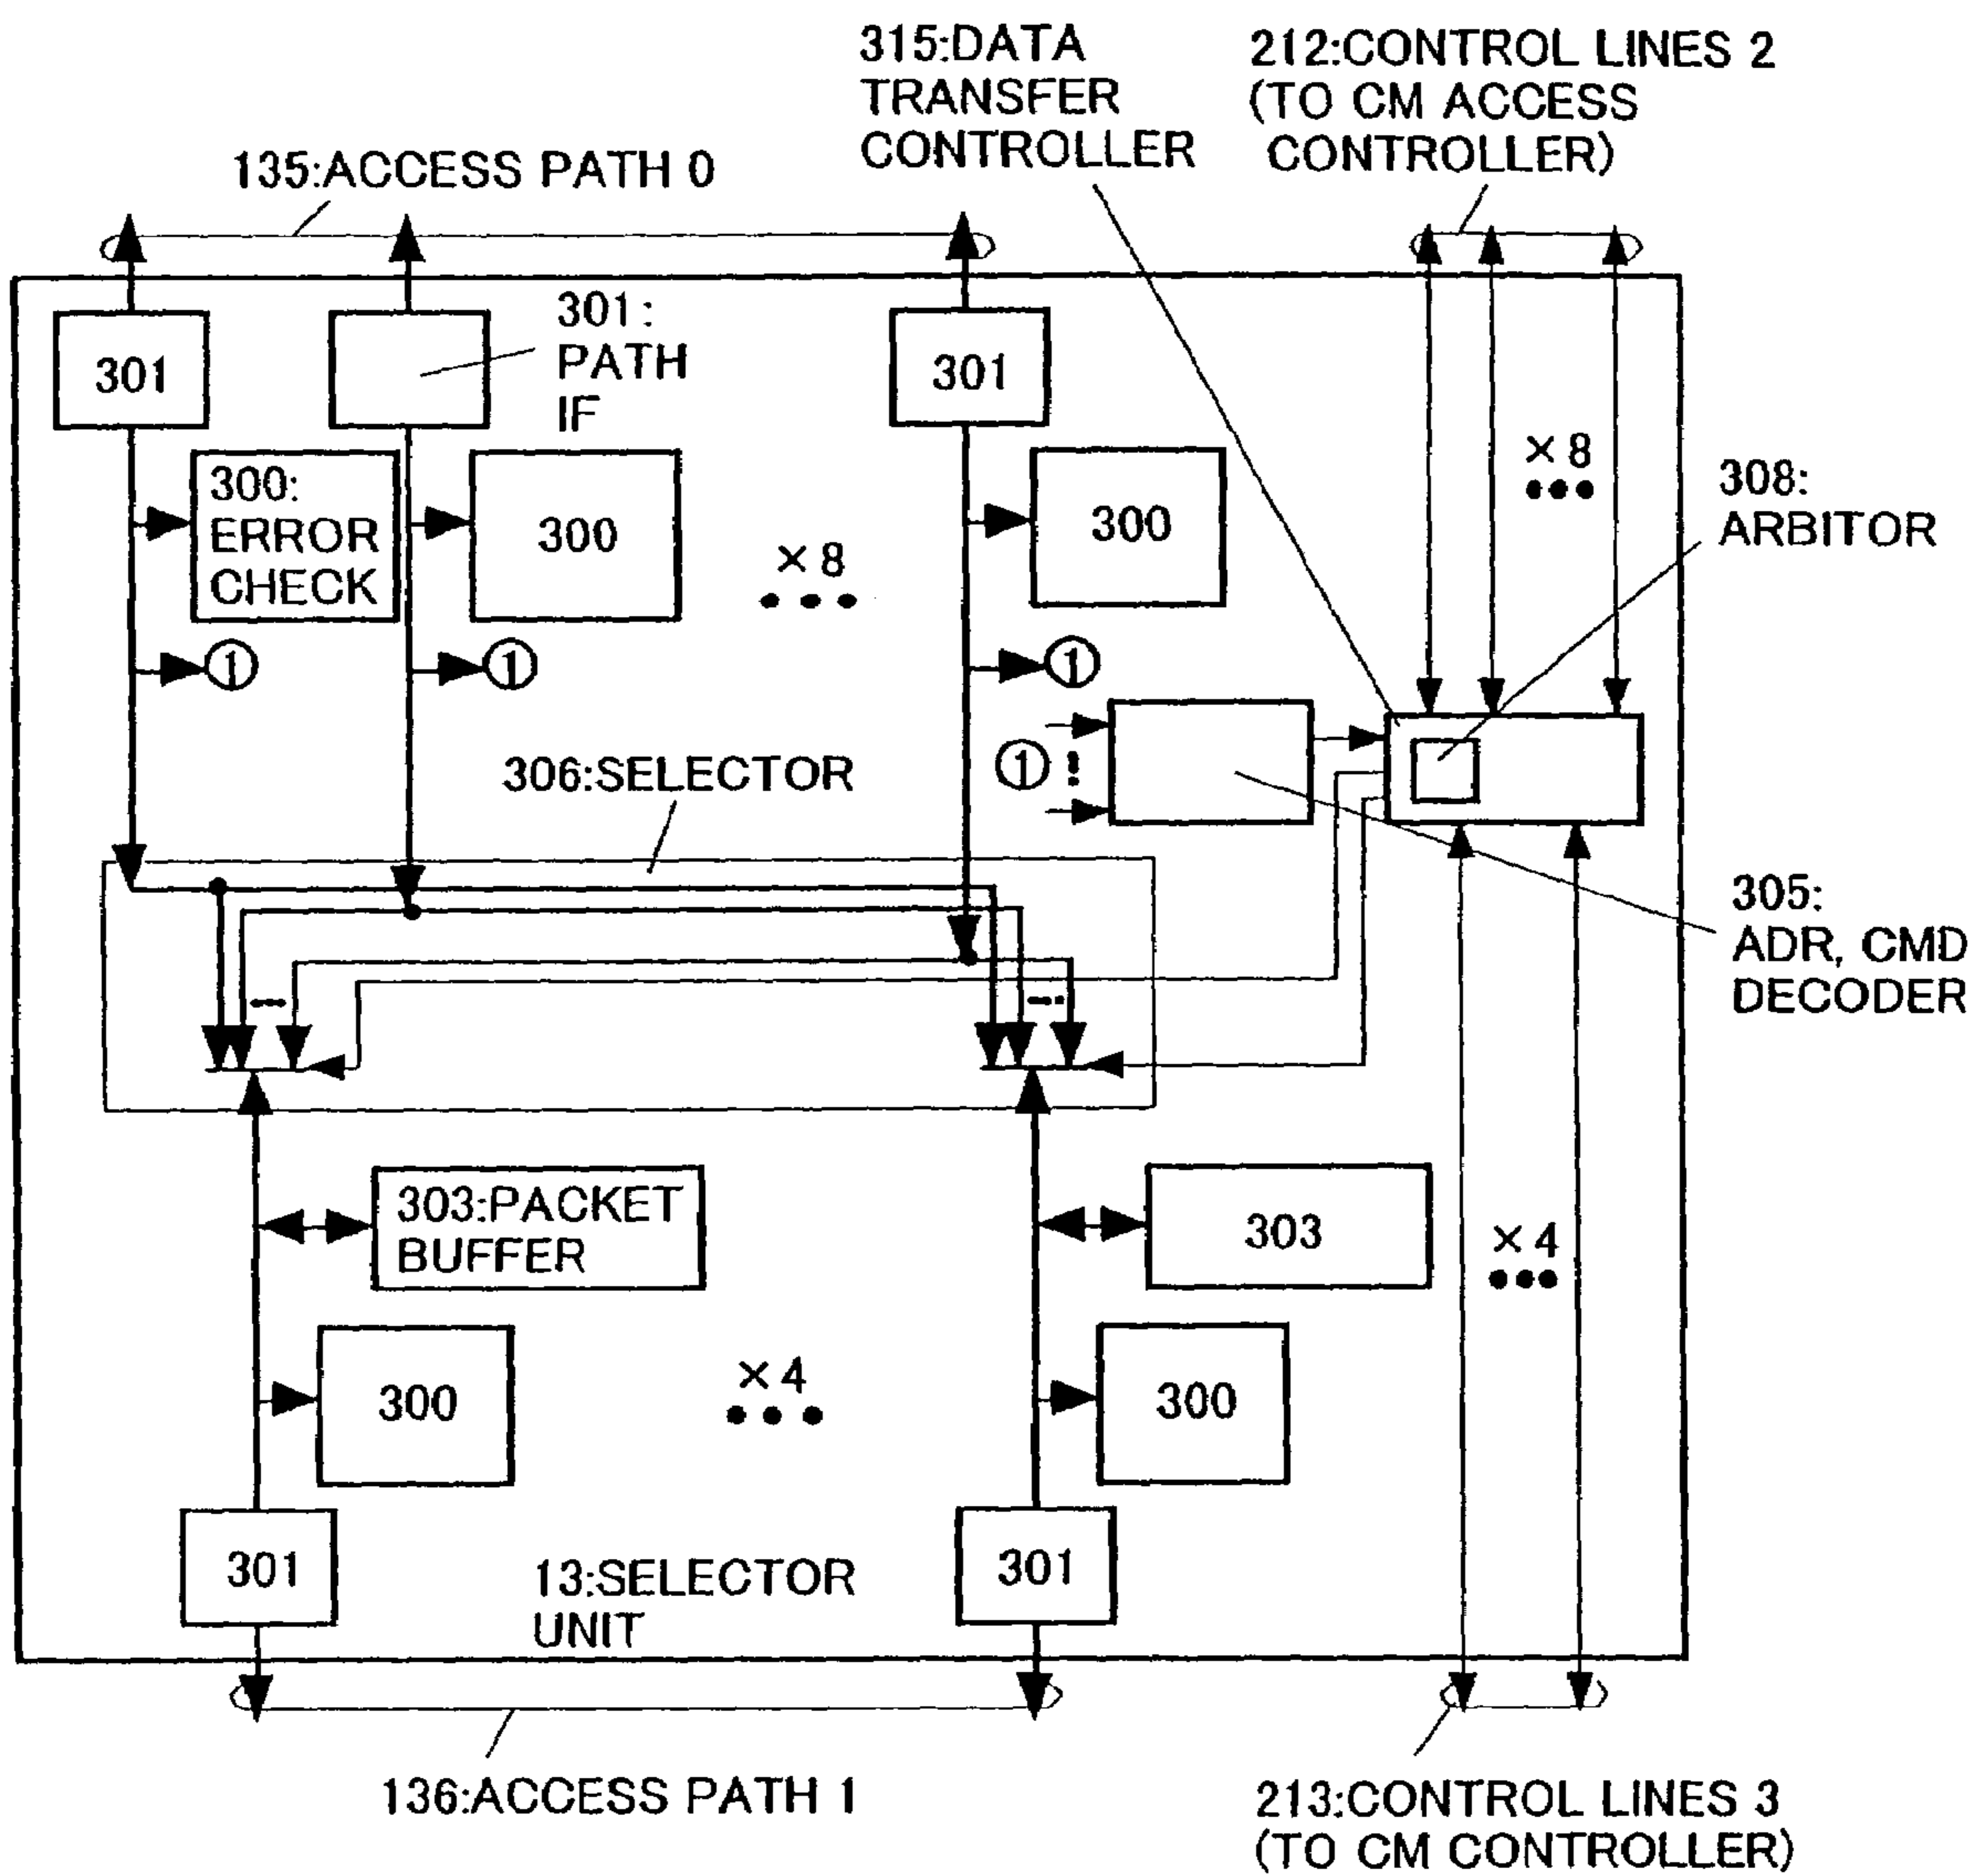 315:DATA
TRANSFER
CONTROLLER
212:CONTROL LINES 2
(TO CM ACCESS
CONTROLLER)
135:ACCESS PATH 0
301
301:
PATH
IF
301
300:
ERROR
CHECK
300
×8
•••
300
×8
•••
308:
ARBITOR
①
①
①
306:SELECTOR
①
305:
ADR, CMD
DECODER
303:PACKET
BUFFER
303
×4
•••
300
×4
•••
300
301
13:SELECTOR
UNIT
301
136:ACCESS PATH 1
213:CONTROL LINES 3
(TO CM CONTROLLER)